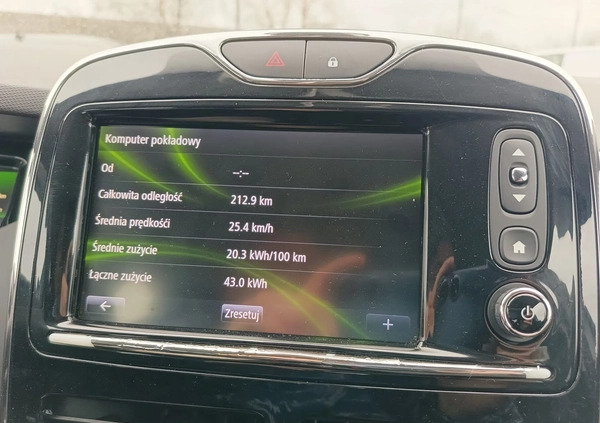 Komputer pokładowy
Od --:--
Całkowita odległość 212.9 km
Średnia prędkośći 25.4 km/h
Średnie zużycie 20.3 kWh/100 km
Łączne zużycie 43.0 kWh
Zresetuj